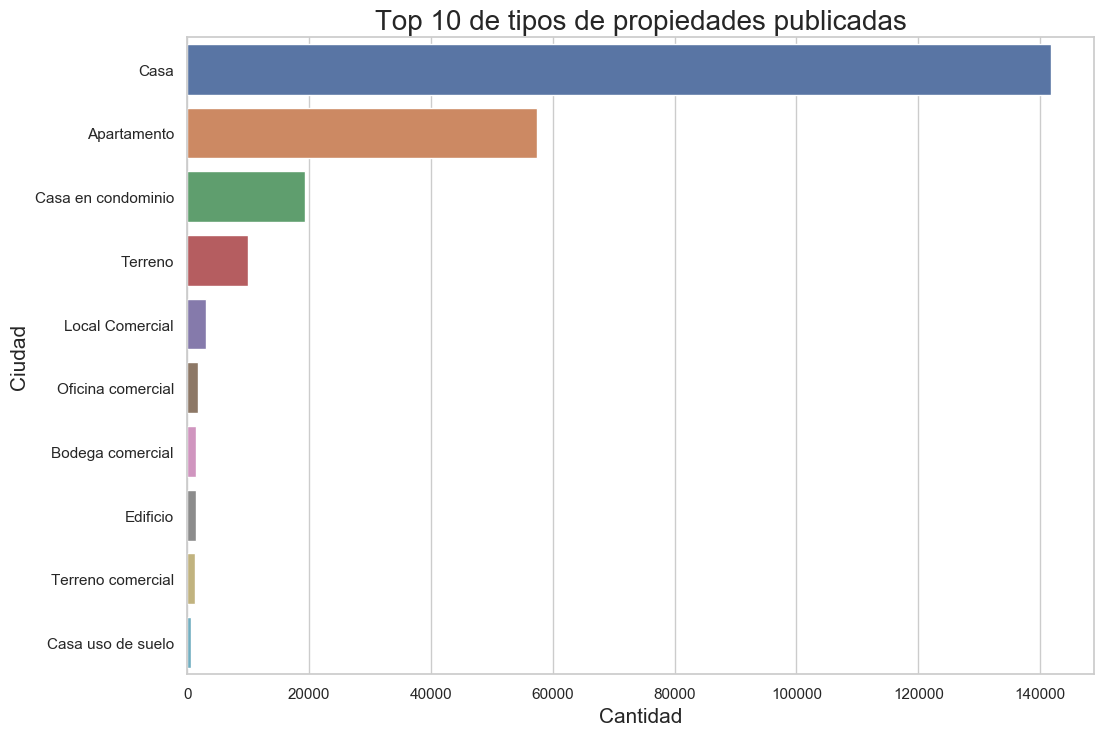 Top 10 de tipos de propiedades publicadas
Casa
Apartamento
Casa en condominio
Terreno
Local Comercial
Oficina comercial
Bodega comercial
Edificio
Terreno comercial
Casa uso de suelo
Ciudad
0 20000 40000 60000 80000 100000 120000 140000
Cantidad